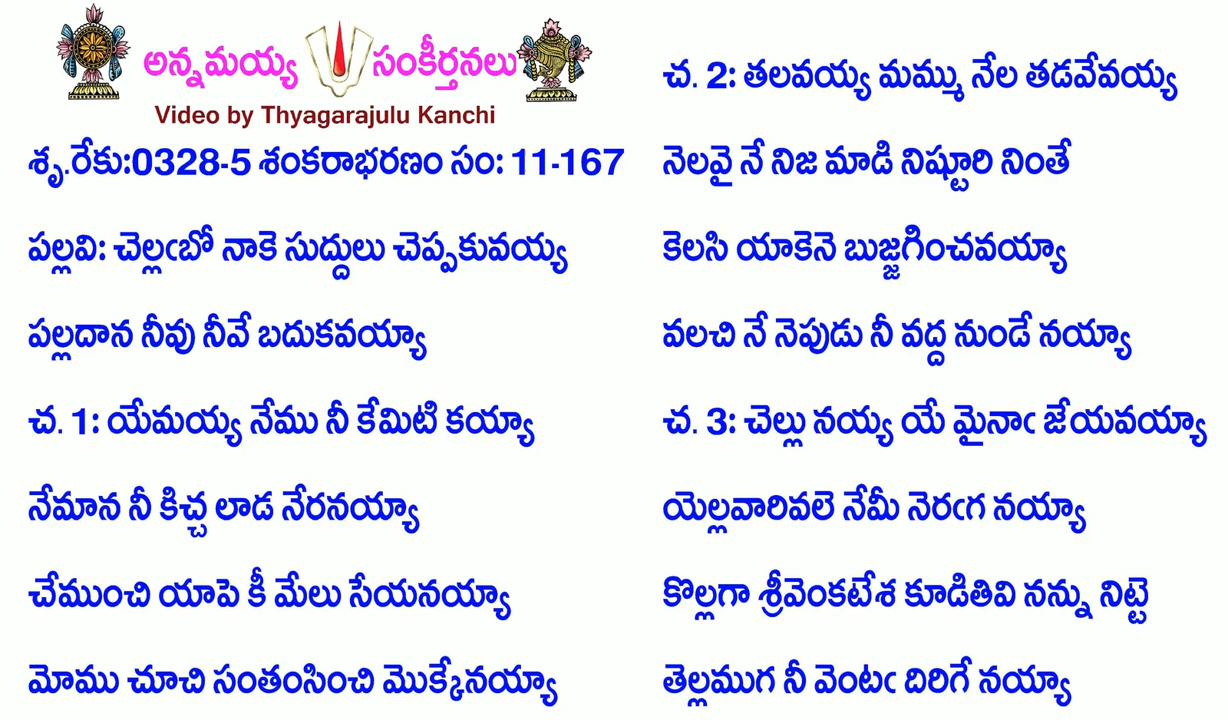 అన్నమయ్య సంకీర్తనలు
Video by Thyagarajulu Kanchi
శృ.రేకు:0328-5 శంకరాభరణం సం: 11-167
పల్లవి: చెల్లఁబో నాకె సుద్దులు చెప్పకువయ్య
పల్లదాన నీవు నీవే బదుకవయ్యా
చ. 1: యేమయ్య నేము నీ కేమిటి కయ్యా
నేమాన నీ కిచ్చ లాడ నేరనయ్యా
చేముంచి యాపె కీ మేలు సేయనయ్యా
మోము చూచి సంతంసించి మొక్కేనయ్యా
చ. 2: తలవయ్య మమ్ము నేల తడవేవయ్య
నెలవై నే నిజ మాడి నిష్టూరి నింతే
కెలసి యాకెనె బుజ్జగించవయ్యా
వలచి నే నెపుడు నీ వద్ద నుండే నయ్యా
చ. 3: చెల్లు నయ్య యే మైనాఁ జేయవయ్యా
యెల్లవారివలె నేమీ నెరఁగ నయ్యా
కొల్లగా శ్రీవెంకటేశ కూడితివి నన్ను నిట్టె
తెల్లముగ నీ వెంటఁ దిరిగే నయ్యా